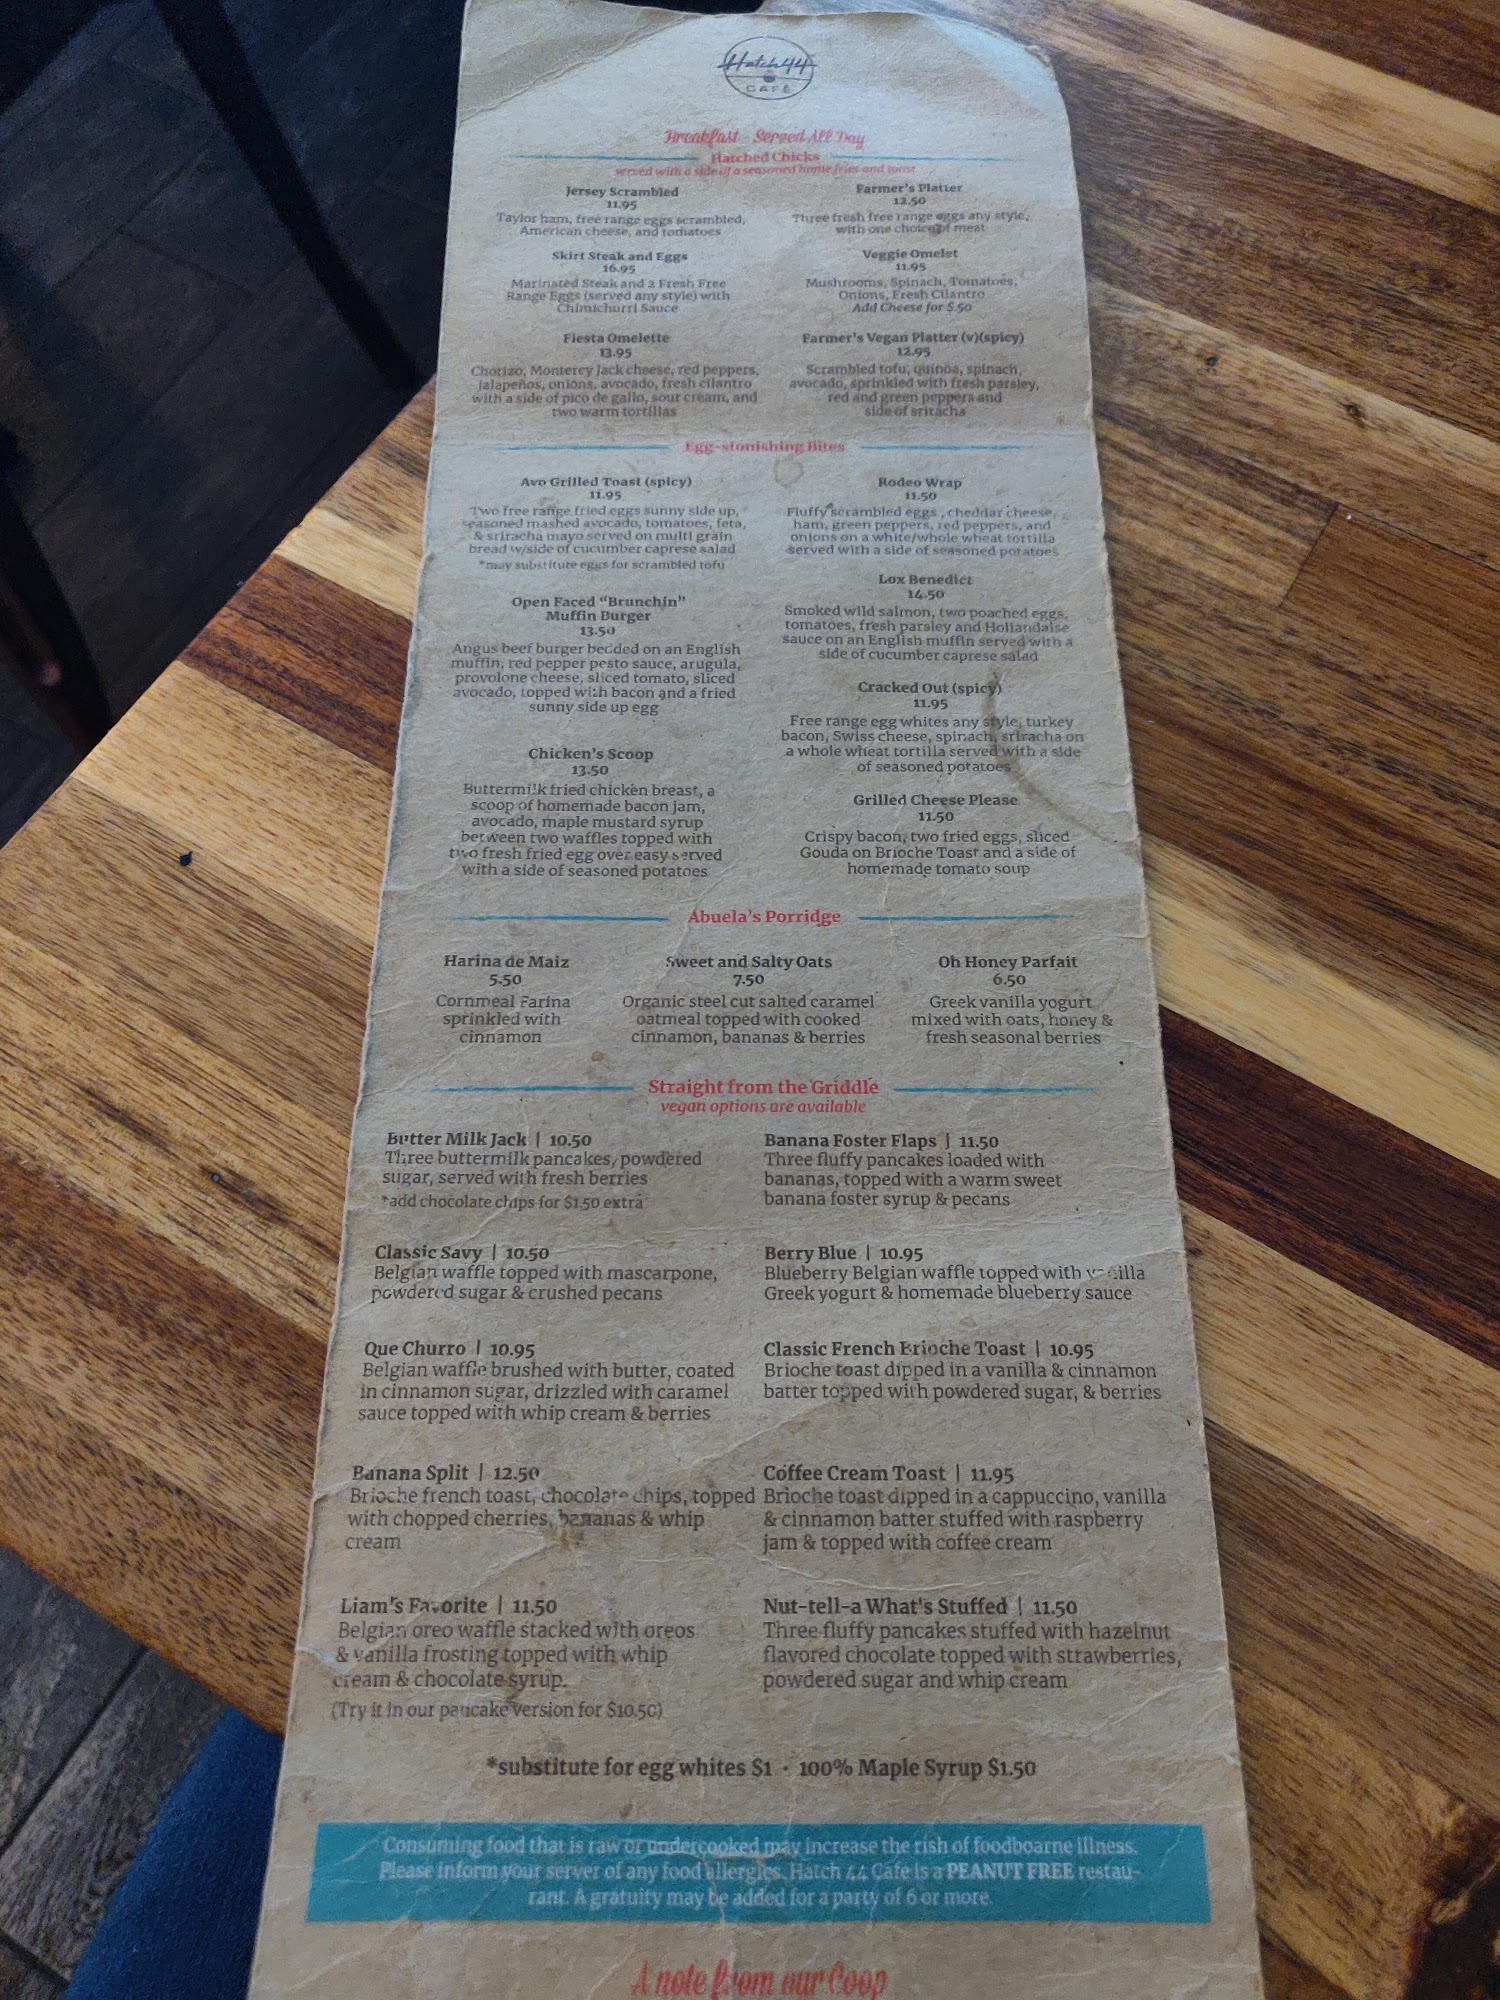 Hatch44
CAFÉ
Breakfast - Served All Day
Hatched Chicks
served with a side of a seasoned home fries and toast
Jersey Scrambled
11.95
Taylor ham, free range eggs scrambled,
American cheese, and tomatoes
Farmer's Platter
12.50
Three fresh free range eggs any style,
with one choice of meat
Skirt Steak and Eggs
16.95
Marinated Steak and 2 Fresh Free
Range Eggs (served any style) with
Chimichurri Sauce
Veggie Omelet
11.95
Mushrooms, Spinach, Tomatoes,
Onions, Fresh Cilantro
Add Cheese for $.50
Fiesta Omelette
13.95
Chorizo, Monterey Jack cheese, red peppers,
jalapeños, onions, avocado, fresh cilantro
with a side of pico de gallo, sour cream, and
two warm tortillas
Farmer's Vegan Platter (v)(spicy)
12.95
Scrambled tofu, quinoa, spinach,
avocado, sprinkled with fresh parsley,
red and green peppers and
side of sriracha
Egg-stonishing Bites
Avo Grilled Toast (spicy)
11.95
Two free range fried eggs sunny side up,
seasoned mashed avocado, tomatoes, feta,
& sriracha mayo served on multi grain
bread w/side of cucumber caprese salad
*may substitute eggs for scrambled tofu
Rodeo Wrap
11.50
Fluffy scrambled eggs , cheddar cheese,
ham, green peppers, red peppers, and
onions on a white/whole wheat tortilla
served with a side of seasoned potatoes
Open Faced "Brunchin"
Muffin Burger
13.50
Angus beef burger bedded on an English
muffin, red pepper pesto sauce, arugula,
provolone cheese, sliced tomato, sliced
avocado, topped with bacon and a fried
sunny side up egg
Lox Benedict
14.50
Smoked wild salmon, two poached eggs,
tomatoes, fresh parsley and Hollandaise
sauce on an English muffin served with a
side of cucumber caprese salad
Cracked Out (spicy)
11.95
Free range egg whites any style, turkey
bacon, Swiss cheese, spinach, sriracha on
a whole wheat tortilla served with a side
of seasoned potatoes
Chicken's Scoop
13.50
Buttermilk fried chicken breast, a
scoop of homemade bacon jam,
avocado, maple mustard syrup
between two waffles topped with
two fresh fried egg over easy served
with a side of seasoned potatoes
Grilled Cheese Please
11.50
Crispy bacon, two fried eggs, sliced
Gouda on Brioche Toast and a side of
homemade tomato soup
Abuela's Porridge
Harina de Maiz
5.50
Cornmeal Farina
sprinkled with
cinnamon
Sweet and Salty Oats
7.50
Organic steel cut salted caramel
oatmeal topped with cooked
cinnamon, bananas & berries
Oh Honey Parfait
6.50
Greek vanilla yogurt
mixed with oats, honey &
fresh seasonal berries
Straight from the Griddle
vegan options are available
Butter Milk Jack | 10.50
Three buttermilk pancakes, powdered
sugar, served with fresh berries
*add chocolate chips for $1.50 extra
Banana Foster Flaps | 11.50
Three fluffy pancakes loaded with
bananas, topped with a warm sweet
banana foster syrup & pecans
Classic Savy | 10.50
Belgian waffle topped with mascarpone,
powdered sugar & crushed pecans
Berry Blue | 10.95
Blueberry Belgian waffle topped with vanilla
Greek yogurt & homemade blueberry sauce
Que Churro | 10.95
Belgian waffle brushed with butter, coated
in cinnamon sugar, drizzled with caramel
sauce topped with whip cream & berries
Classic French Brioche Toast | 10.95
Brioche toast dipped in a vanilla & cinnamon
batter topped with powdered sugar, & berries
Banana Split | 12.50
Brioche french toast, chocolate chips, topped
with chopped cherries, bananas & whip
cream
Coffee Cream Toast | 11.95
Brioche toast dipped in a cappuccino, vanilla
& cinnamon batter stuffed with raspberry
jam & topped with coffee cream
Liam's Favorite | 11.50
Belgian oreo waffle stacked with oreos
& vanilla frosting topped with whip
cream & chocolate syrup.
(Try it in our pancake version for $10.50)
Nut-tell-a What's Stuffed | 11.50
Three fluffy pancakes stuffed with hazelnut
flavored chocolate topped with strawberries,
powdered sugar and whip cream
*substitute for egg whites $1 · 100% Maple Syrup $1.50
Consuming food that is raw or undercooked may increase the rish of foodboarne illness.
Please inform your server of any food allergies. Hatch 44 Cafe is a PEANUT FREE restau-
rant. A gratuity may be added for a party of 6 or more.
A note from our Coop